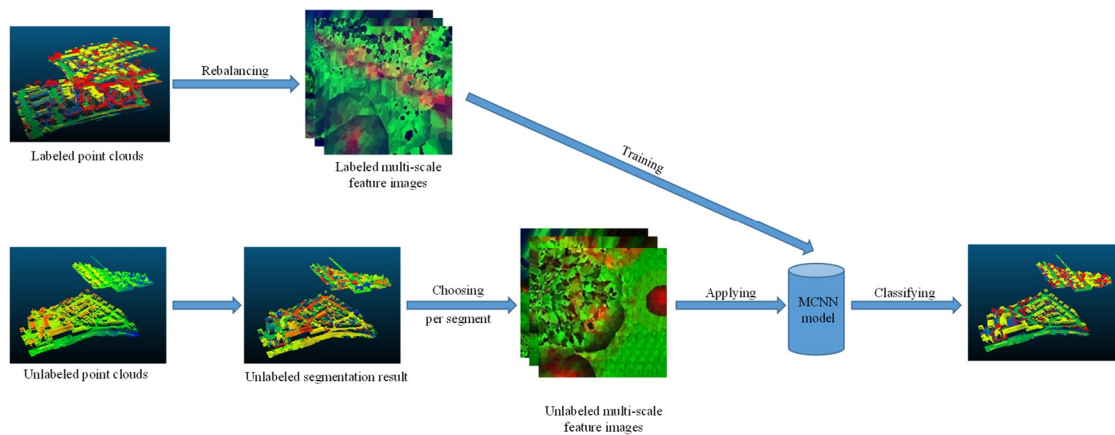 Rebalancing
Labeled point clouds
Labeled multi-scale
feature images
Training
Choosing
per segment
Applying
MCNN
model
Classifying
Unlabeled point clouds
Unlabeled segmentation result
Unlabeled multi-scale
feature images